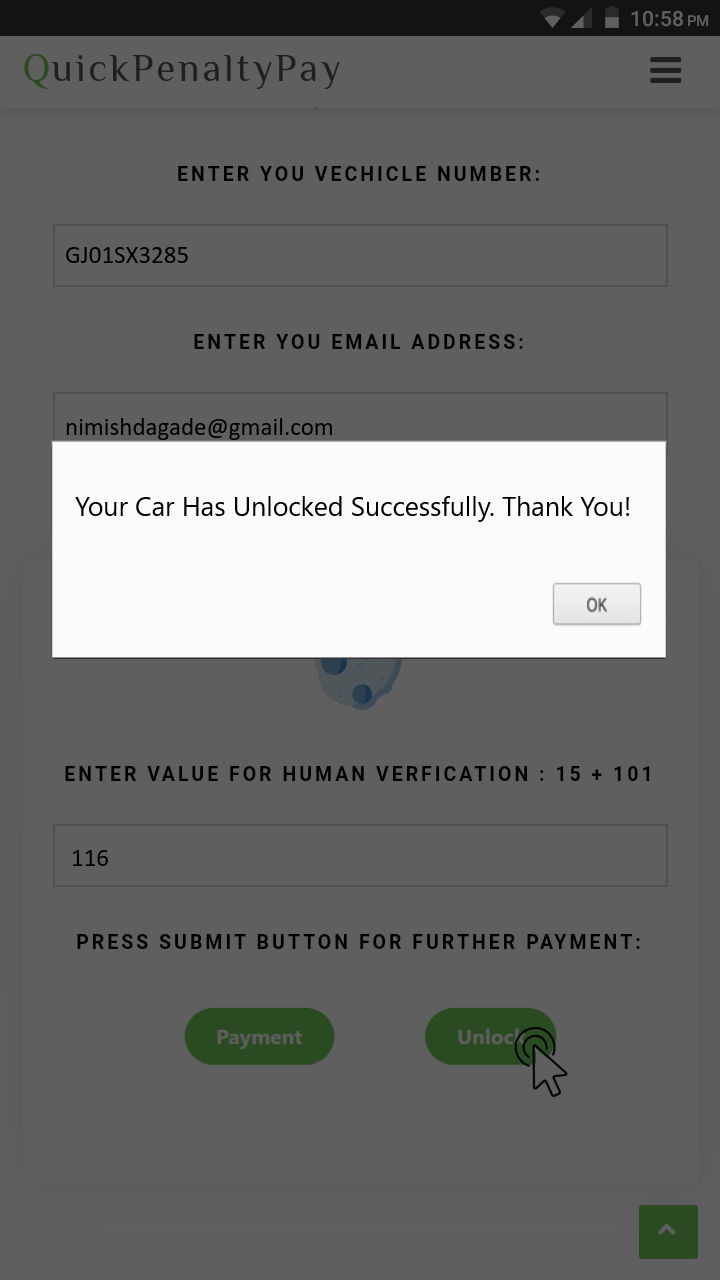 10:58 PM
QuickPenaltyPay
ENTER YOU VECHICLE NUMBER:
GJ01SX3285
ENTER YOU EMAIL ADDRESS:
nimishdagade@gmail.com
Your Car Has Unlocked Successfully. Thank You!
OK
ENTER VALUE FOR HUMAN VERFICATION : 15 + 101
116
PRESS SUBMIT BUTTON FOR FURTHER PAYMENT:
Payment
Unlock